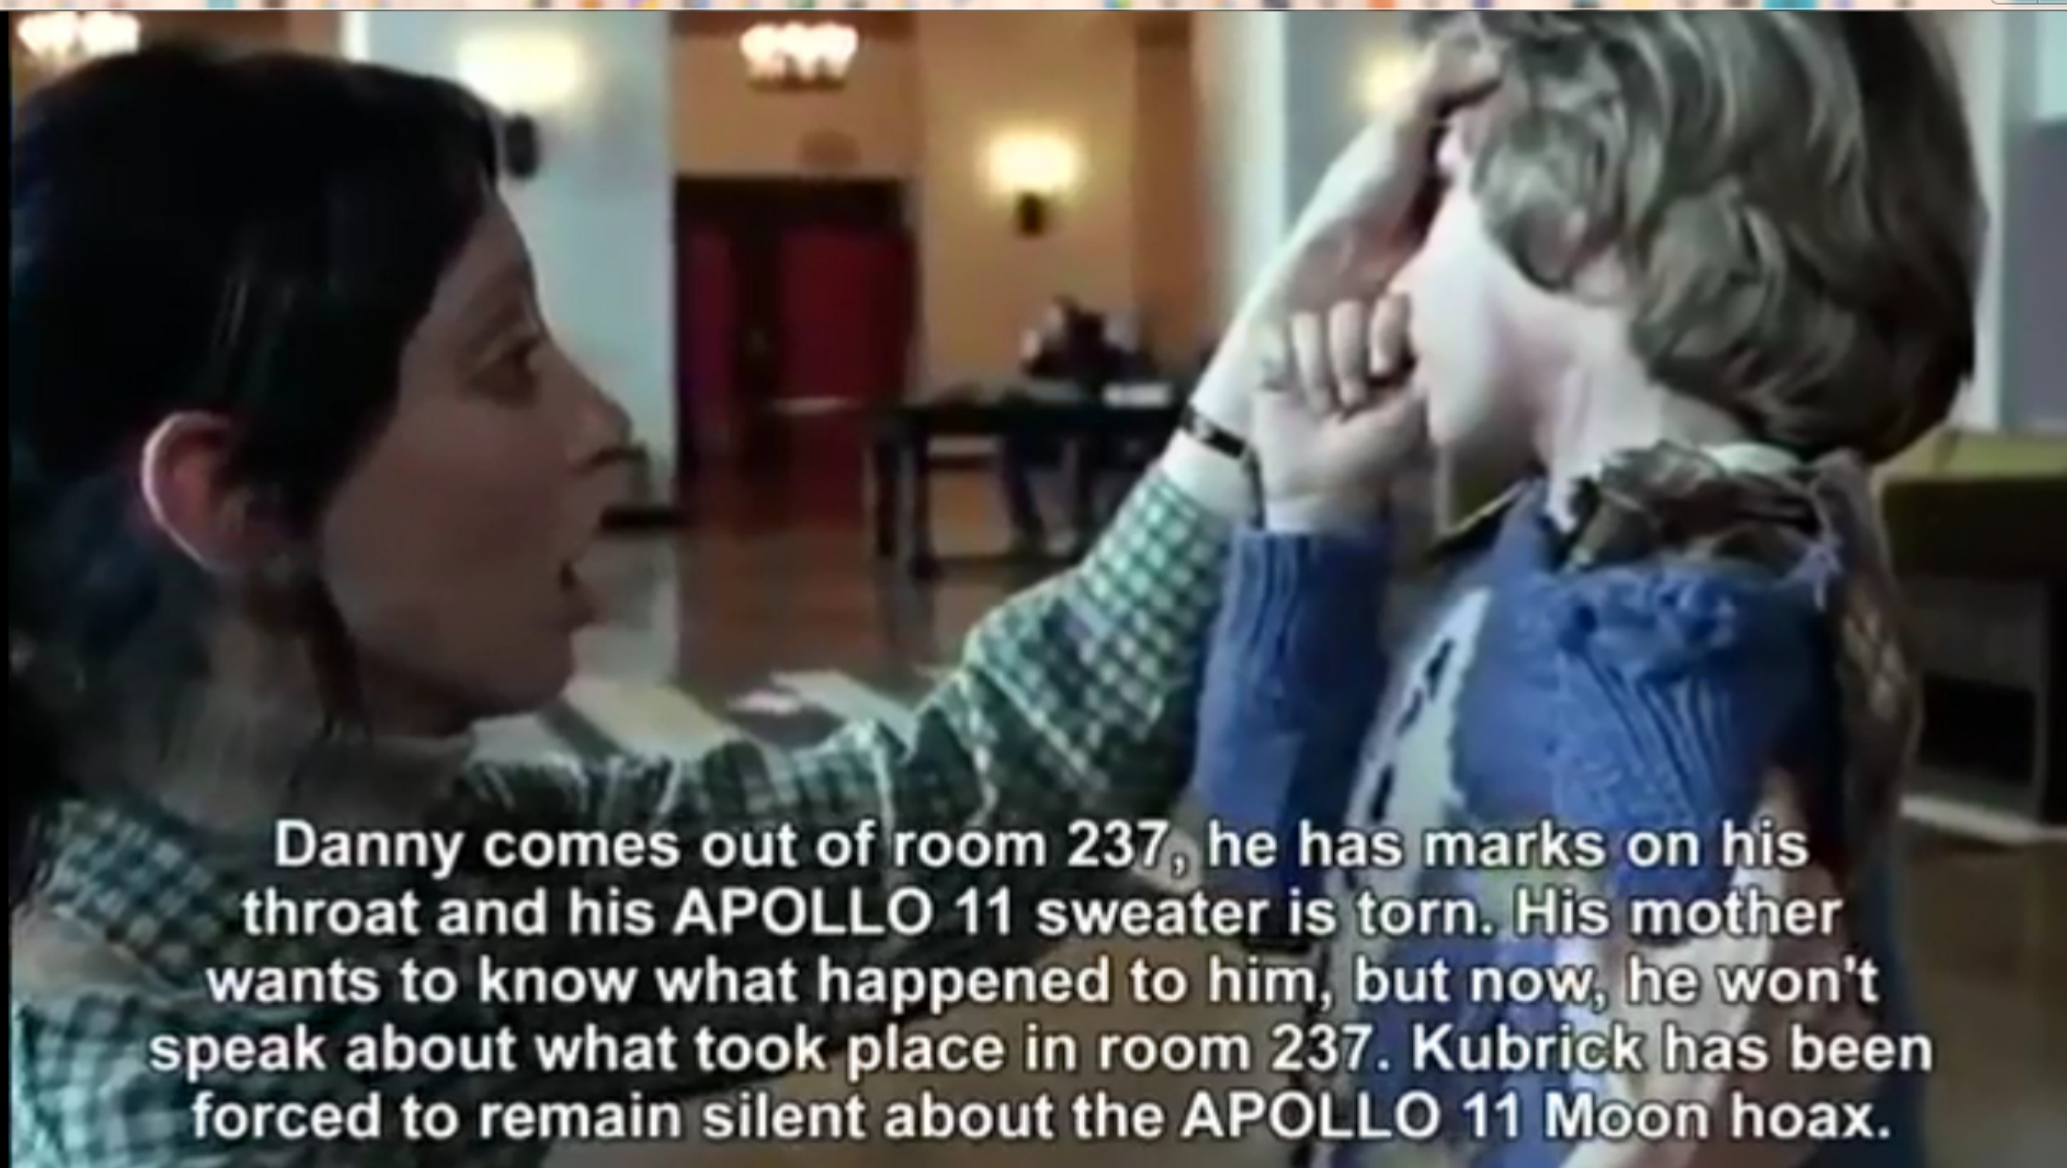 Danny comes out of room 237, he has marks on his
throat and his APOLLO 11 sweater is torn. His mother
wants to know what happened to him, but now, he won't
speak about what took place in room 237. Kubrick has been
forced to remain silent about the APOLLO 11 Moon hoax.